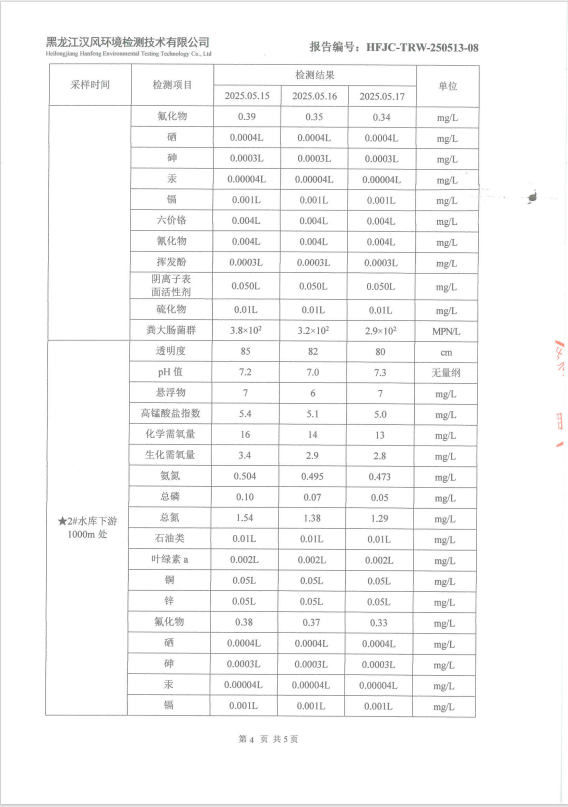 黑龙江汉风环境检测技术有限公司
Heilongjiang Hanfeng Environmental Testing Technology Co., Ltd
报告编号：HFJC-TRW-250513-08
采样时间 检测项目 检测结果 单位
2025.05.15 2025.05.16 2025.05.17
氟化物 0.39 0.35 0.34 mg/L
硒 0.0004L 0.0004L 0.0004L mg/L
砷 0.0003L 0.0003L 0.0003L mg/L
汞 0.00004L 0.00004L 0.00004L mg/L
镉 0.001L 0.001L 0.001L mg/L
六价铬 0.004L 0.004L 0.004L mg/L
氰化物 0.004L 0.004L 0.004L mg/L
挥发酚 0.0003L 0.0003L 0.0003L mg/L
阴离子表
面活性剂 0.050L 0.050L 0.050L mg/L
硫化物 0.01L 0.01L 0.01L mg/L
粪大肠菌群 3.8×10² 3.2×10² 2.9×10² MPN/L
★2#水库下游
1000m 处
透明度 85 82 80 cm
pH 值 7.2 7.0 7.3 无量纲
悬浮物 7 6 7 mg/L
高锰酸盐指数 5.4 5.1 5.0 mg/L
化学需氧量 16 14 13 mg/L
生化需氧量 3.4 2.9 2.8 mg/L
氨氮 0.504 0.495 0.473 mg/L
总磷 0.10 0.07 0.05 mg/L
总氮 1.54 1.38 1.29 mg/L
石油类 0.01L 0.01L 0.01L mg/L
叶绿素 a 0.002L 0.002L 0.002L mg/L
铜 0.05L 0.05L 0.05L mg/L
锌 0.05L 0.05L 0.05L mg/L
氟化物 0.38 0.37 0.33 mg/L
硒 0.0004L 0.0004L 0.0004L mg/L
砷 0.0003L 0.0003L 0.0003L mg/L
汞 0.00004L 0.00004L 0.00004L mg/L
镉 0.001L 0.001L 0.001L mg/L
第 4 页 共 5 页